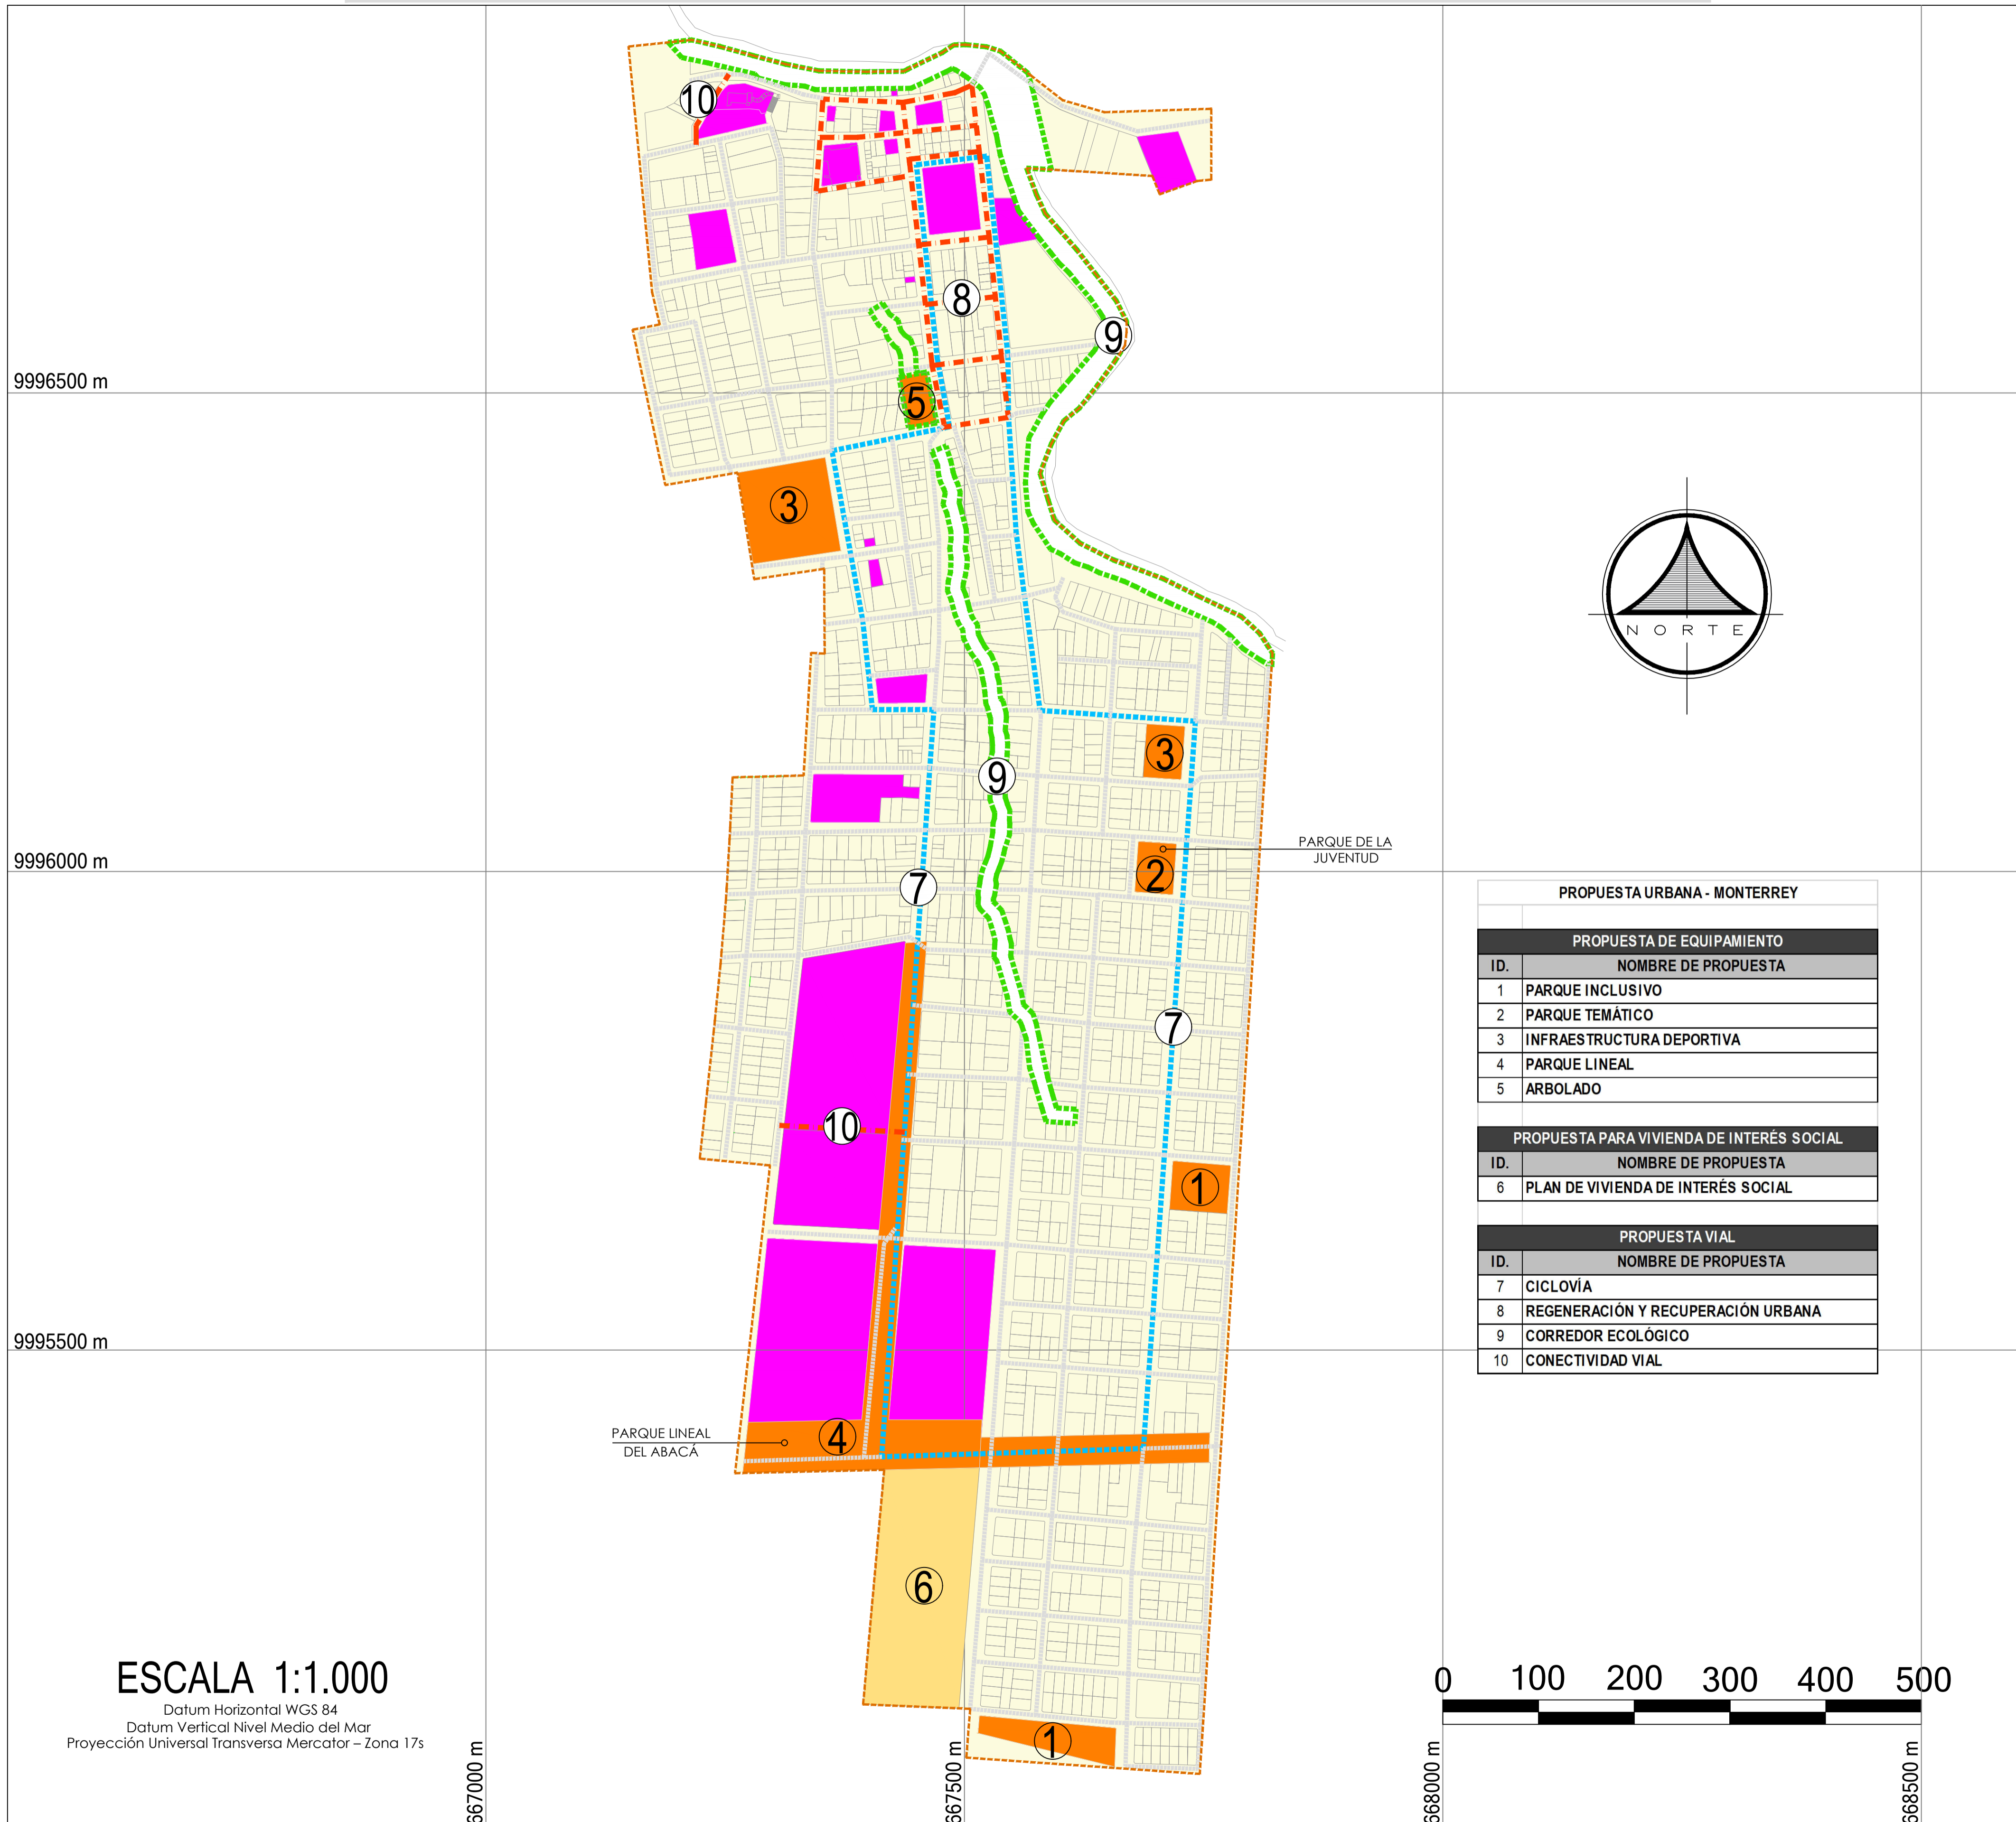 10
8
9
5
9996500 m
3
NORTE
3
9
PARQUE DE LA
JUVENTUD
9996000 m
2
7
PROPUESTA URBANA - MONTERREY
PROPUESTA DE EQUIPAMIENTO
ID. NOMBRE DE PROPUESTA
1 PARQUE INCLUSIVO
2 PARQUE TEMÁTICO
3 INFRAESTRUCTURA DEPORTIVA
4 PARQUE LINEAL
5 ARBOLADO
PROPUESTA PARA VIVIENDA DE INTERÉS SOCIAL
ID. NOMBRE DE PROPUESTA
6 PLAN DE VIVIENDA DE INTERÉS SOCIAL
PROPUESTA VIAL
ID. NOMBRE DE PROPUESTA
7 CICLOVÍA
8 REGENERACIÓN Y RECUPERACIÓN URBANA
9 CORREDOR ECOLÓGICO
10 CONECTIVIDAD VIAL
7
10
1
9995500 m
PARQUE LINEAL
DEL ABACÁ
4
6
ESCALA 1:1.000
Datum Horizontal WGS 84
Datum Vertical Nivel Medio del Mar
Proyección Universal Transversa Mercator – Zona 17s
0 100 200 300 400 500
1
667000 m
667500 m
668000 m
668500 m